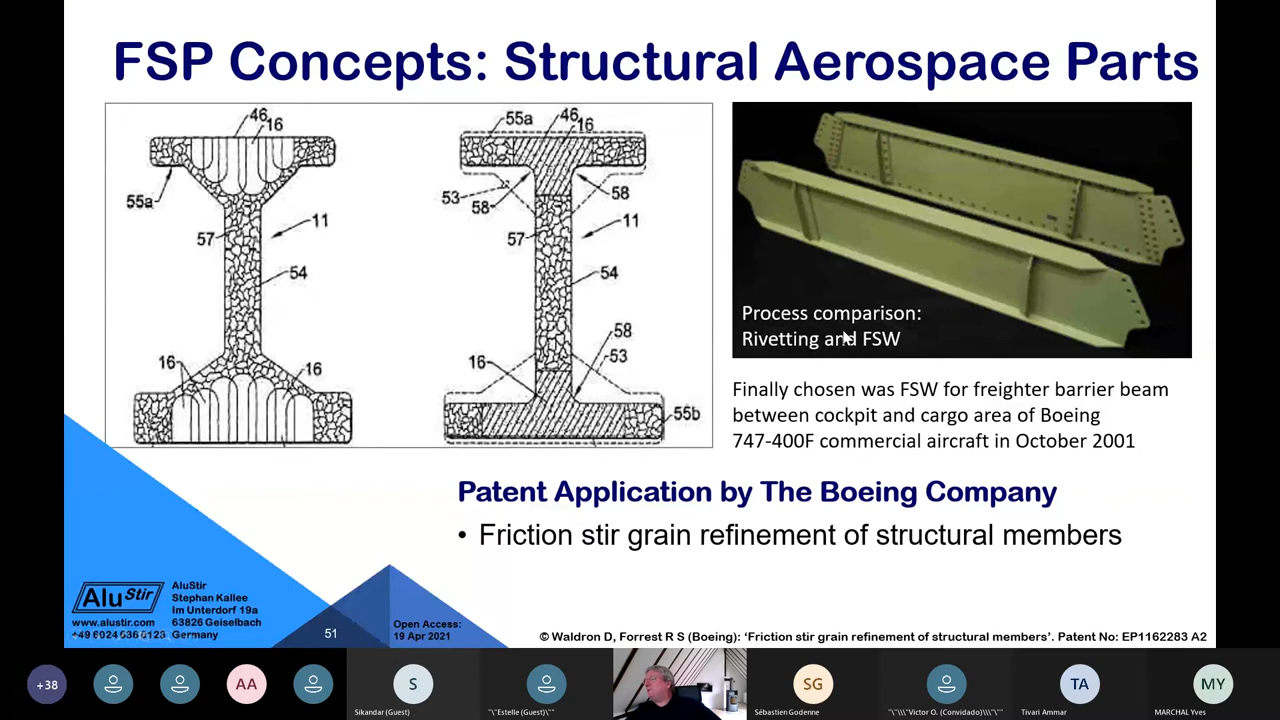 FSP Concepts: Structural Aerospace Parts
46
16
55a
57
11
54
16
16
55a
46
16
53
58
58
57
11
54
58
53
16
55b
Process comparison:
Rivetting and FSW
Finally chosen was FSW for freighter barrier beam
between cockpit and cargo area of Boeing
747-400F commercial aircraft in October 2001
Patent Application by The Boeing Company
• Friction stir grain refinement of structural members
Alu Stir
www.alustir.com
+49 6024 636 0123
AluStir
Stephan Kallee
Im Unterdorf 19a
63826 Geiselbach
Germany
51
Open Access:
19 Apr 2021
© Waldron D, Forrest R S (Boeing): 'Friction stir grain refinement of structural members'. Patent No: EP1162283 A2
+38
AA
S
SG
TA
MY
Sikandar (Guest)
"\"Estelle (Guest)\""
Sébastien Godenne
"\"\\\"Victor O. (Convidado)\\\"\""
Tivari Ammar
MARCHAL Yves